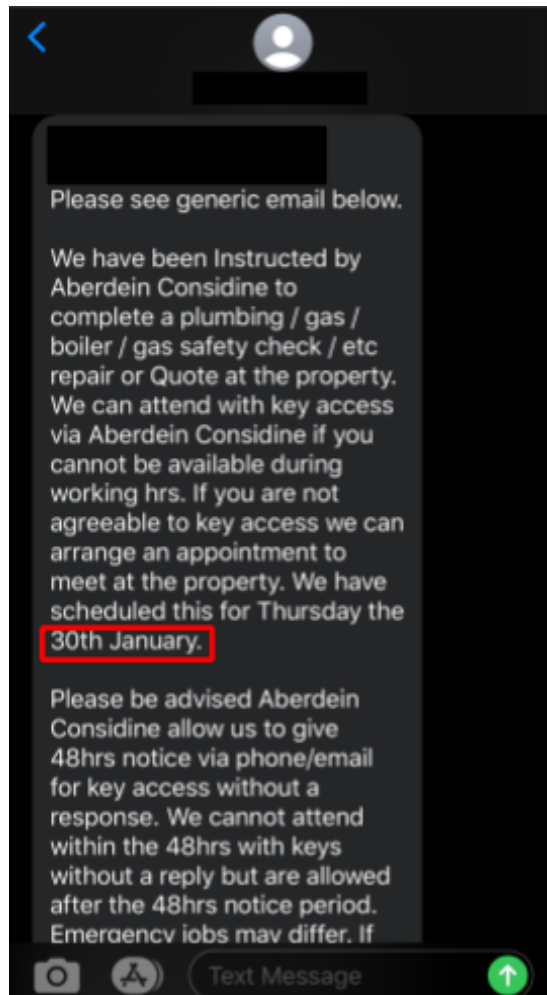 Please see generic email below.
We have been Instructed by
Aberdein Considine to
complete a plumbing / gas /
boiler / gas safety check / etc
repair or Quote at the property.
We can attend with key access
via Aberdein Considine if you
cannot be available during
working hrs. If you are not
agreeable to key access we can
arrange an appointment to
meet at the property. We have
scheduled this for Thursday the
30th January.
Please be advised Aberdein
Considine allow us to give
48hrs notice via phone/email
for key access without a
response. We cannot attend
within the 48hrs with keys
without a reply but are allowed
after the 48hrs notice period.
Emergency jobs may differ. If
Text Message